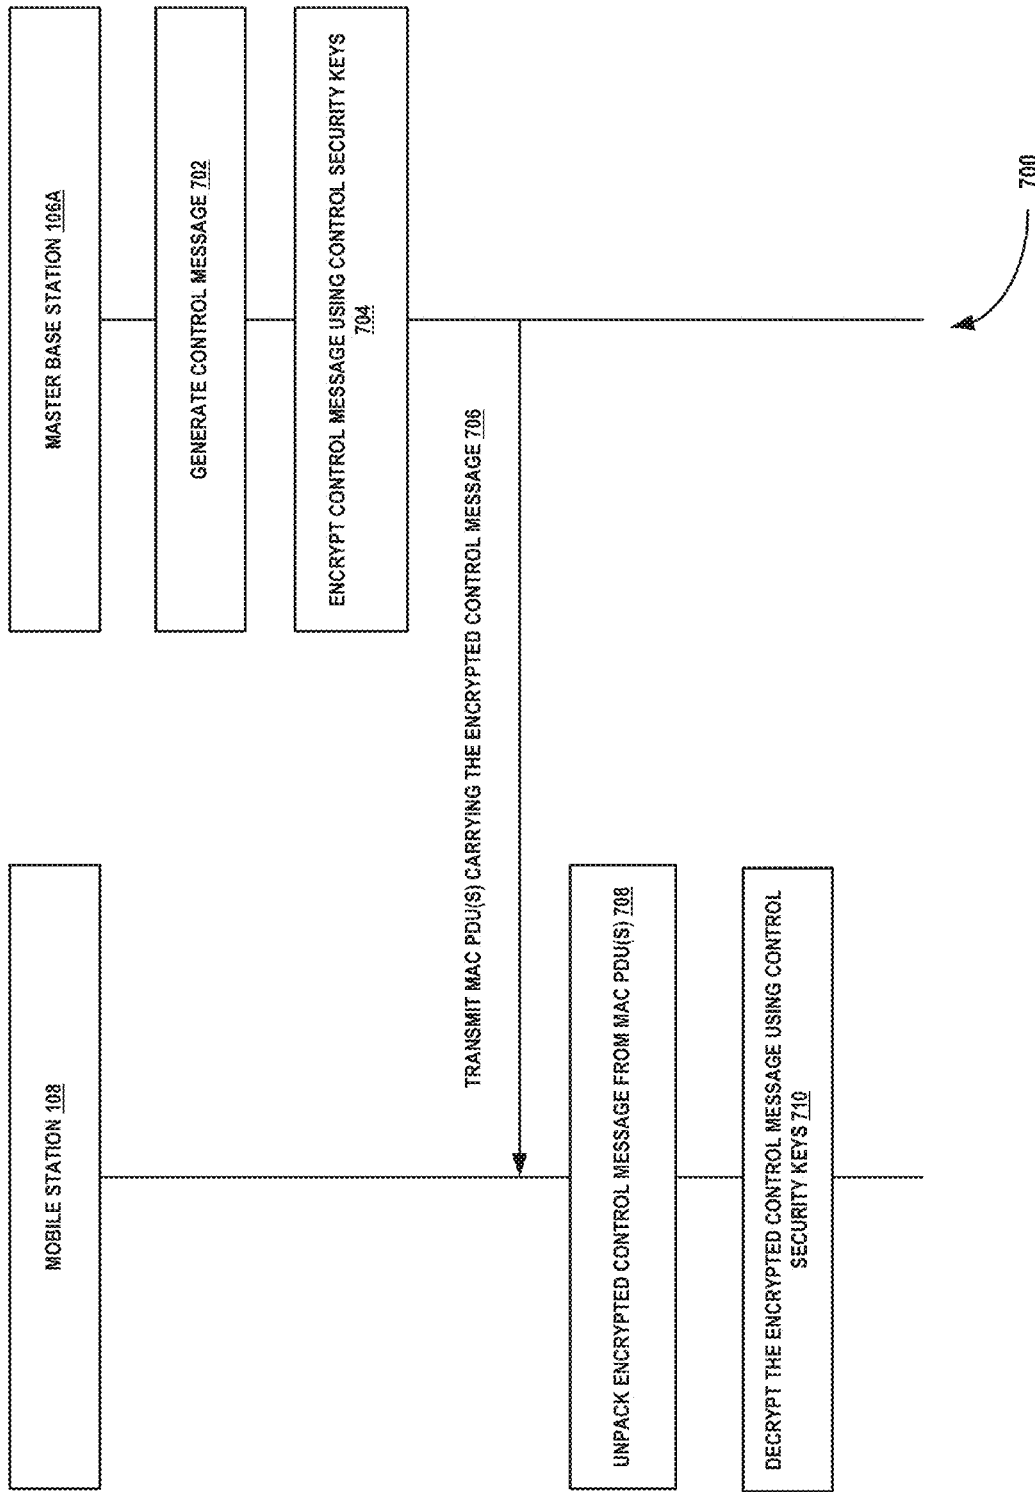 MOBILE STATION 108
MASTER BASE STATION 106A
GENERATE CONTROL MESSAGE 702
ENCRYPT CONTROL MESSAGE USING CONTROL SECURITY KEYS
704
TRANSMIT MAC PDU(S) CARRYING THE ENCRYPTED CONTROL MESSAGE 706
UNPACK ENCRYPTED CONTROL MESSAGE FROM MAC PDU(S) 708
DECRYPT THE ENCRYPTED CONTROL MESSAGE USING CONTROL
SECURITY KEYS 710
700